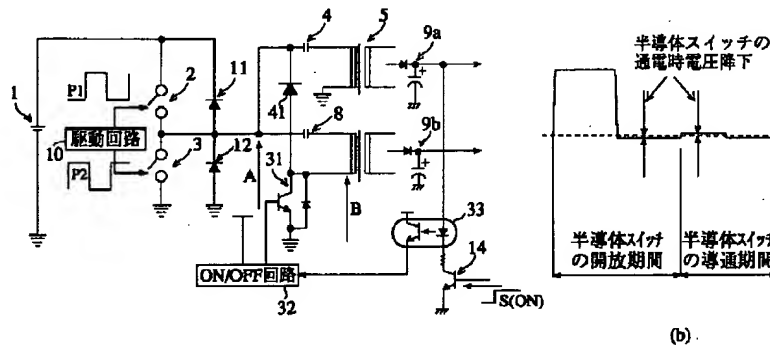 4
5
9a
半導体スイッチの
通電時電圧降下
P1
2
11
1
41
8
駆動回路
10
9b
3
12
31
P2
A
B
33
半導体スイッチ
の開放期間
半導体スイッチ
の導通期間
14
ON/OFF回路
S(ON)
32
(b)